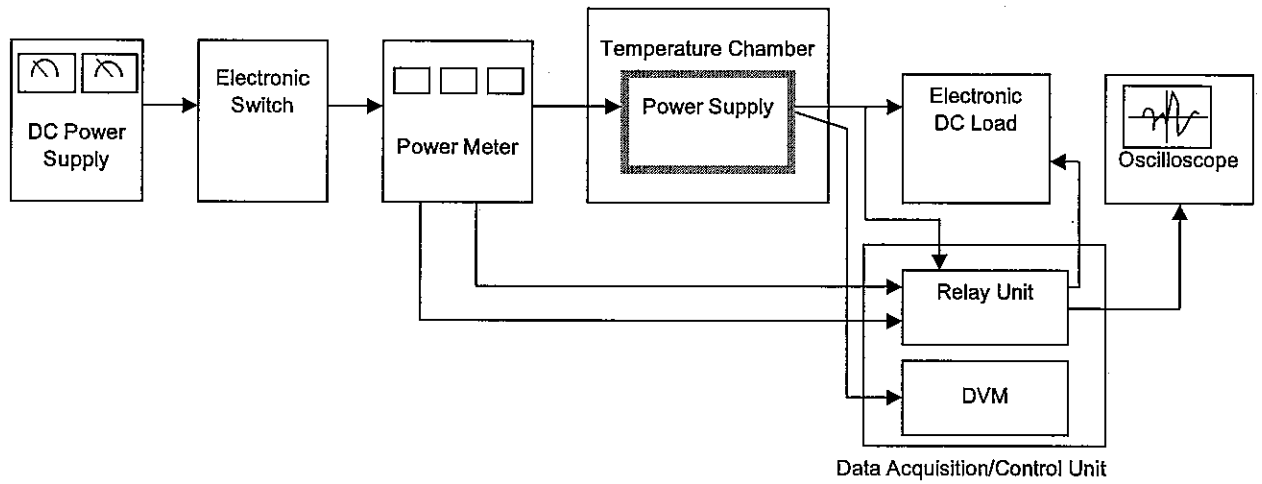 DC Power
Supply
Electronic
Switch
Power Meter
Temperature Chamber
Power Supply
Electronic
DC Load
Oscilloscope
Relay Unit
DVM
Data Acquisition/Control Unit